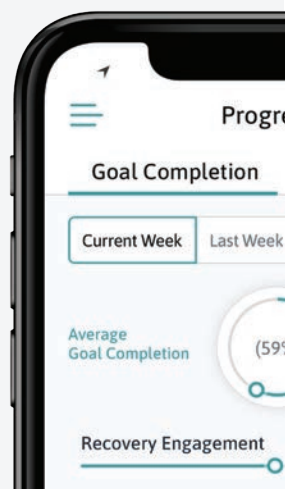 Progre
Goal Completion
Current Week Last Week
Average
Goal Completion
(59%
Recovery Engagement